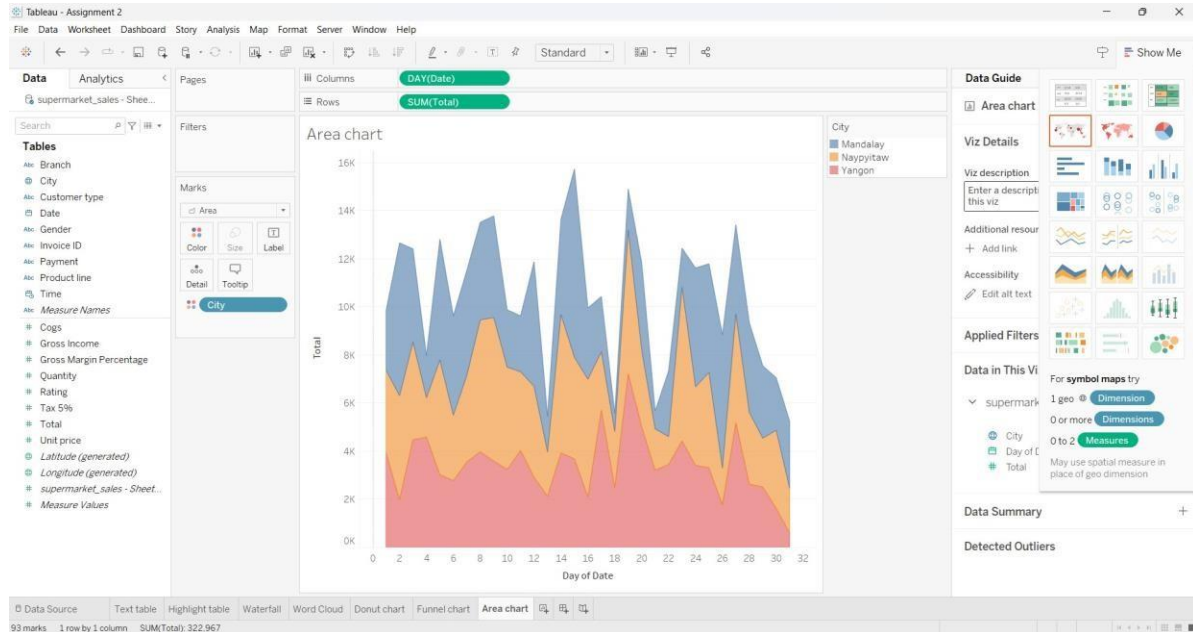 Tableau - Assignment 2
File Data Worksheet Dashboard Story Analysis Map Format Server Window Help
Standard
Show Me
Data Analytics
supermarket_sales - Shee...
Search
Tables
Abc Branch
City
Abc Customer type
Date
Abc Gender
Abc Invoice ID
Abc Payment
Abc Product line
Time
Abc Measure Names
# Cogs
# Gross Income
# Gross Margin Percentage
# Quantity
# Rating
# Tax 5%
# Total
# Unit price
Latitude (generated)
Longitude (generated)
# supermarket_sales - Sheet...
# Measure Values
Pages
Filters
Marks
Area
Color Size Label
Detail Tooltip
City
Columns DAY(Date)
Rows SUM(Total)
Area chart
16K
14K
12K
10K
8K
6K
4K
2K
0K
Total
0 2 4 6 8 10 12 14 16 18 20 22 24 26 28 30 32
Day of Date
City
Mandalay
Naypyitaw
Yangon
Data Guide
Area chart
Viz Details
Viz description
Enter a descripti
this viz
Additional resour
+ Add link
Accessibility
Edit alt text
Applied Filters
Data in This Vi
supermark
City
Day of D
# Total
Data Summary +
Detected Outliers
For symbol maps try
1 geo Dimension
0 or more Dimensions
0 to 2 Measures
May use spatial measure in
place of geo dimension
Data Source Text table Highlight table Waterfall Word Cloud Donut chart Funnel chart Area chart
93 marks 1 row by 1 column SUM(Total): 322,967